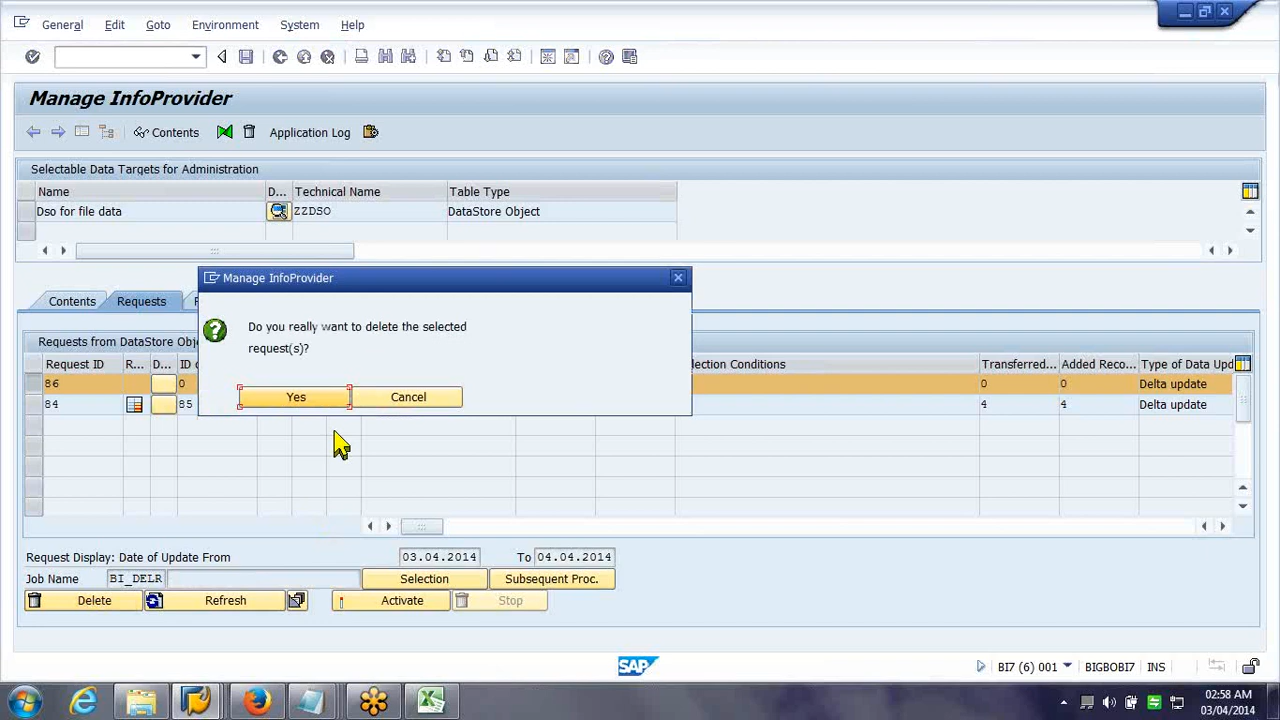 General Edit Goto Environment System Help
Manage InfoProvider
Contents Application Log
Selectable Data Targets for Administration
Name D... Technical Name Table Type
Dso for file data ZZDSO DataStore Object
Manage InfoProvider
Do you really want to delete the selected
request(s)?
Yes Cancel
Contents Requests
Requests from DataStore Obj
Request ID R... D... ID election Conditions Transferred... Added Reco... Type of Data Upd
86 0 0 0 Delta update
84 85 4 4 Delta update
Request Display: Date of Update From 03.04.2014 To 04.04.2014
Job Name BI_DELR Selection Subsequent Proc.
Delete Refresh Activate Stop
SAP
BI7 (6) 001 BIGBOBI7 INS
02:58 AM
03/04/2014